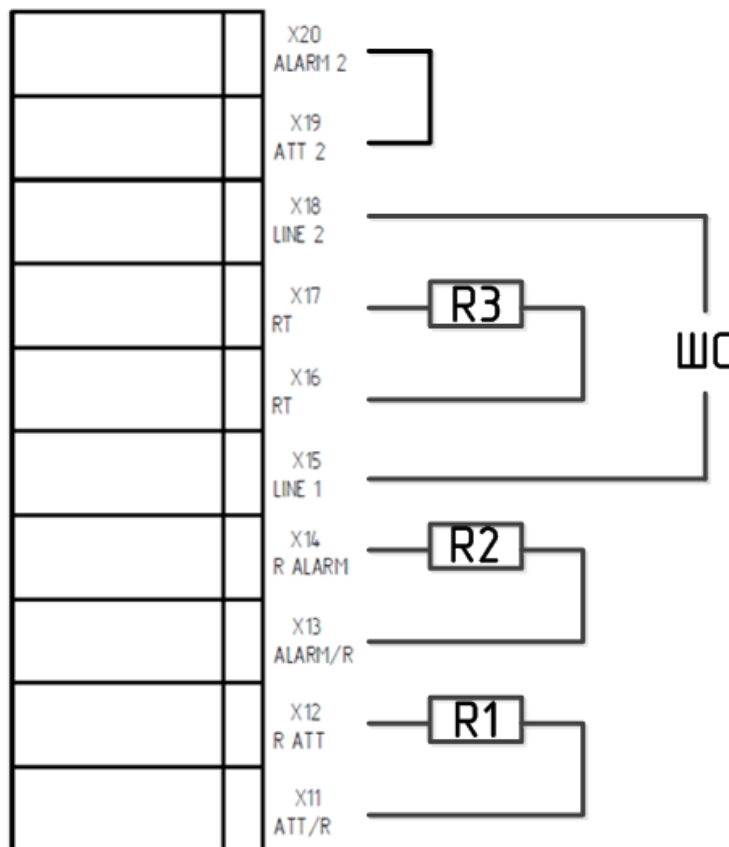 X20
ALARM 2
X19
ATT 2
X18
LINE 2
X17
RT
R3
X16
RT
ШС
X15
LINE 1
X14
R ALARM
R2
X13
ALARM/R
X12
R ATT
R1
X11
ATT/R